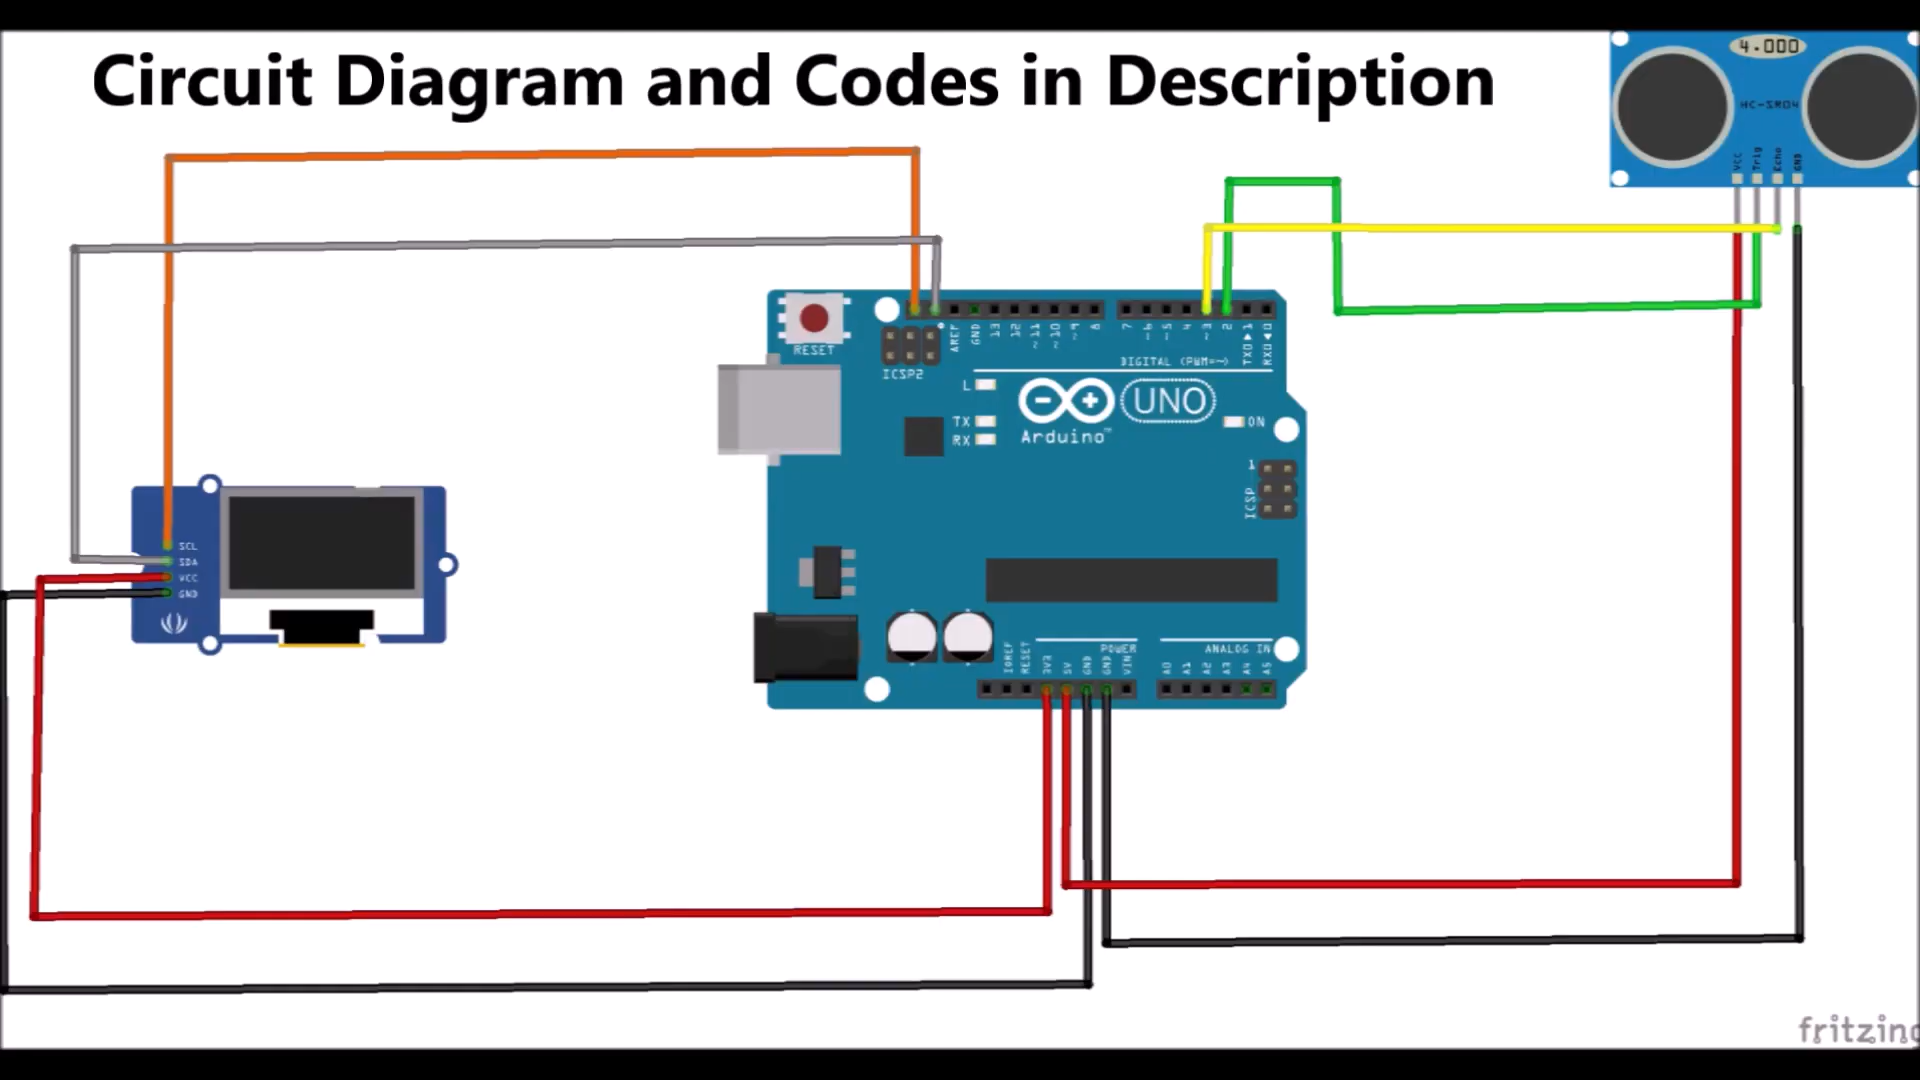 Circuit Diagram and Codes in Description
4.000
HC-SR04
VCC
Trig
Echo
GND
RESET
ICSP2
AREF
GND
13
12
~11
~10
~9
8
7
~6
~5
4
~3
2
TX0▶1
RX0◀0
DIGITAL (PWM=~)
L
TX
RX
UNO
Arduino™
ON
1
ICSP
SCL
SDA
VCC
GND
IOREF
RESET
3V3
5V
GND
GND
VIN
POWER
ANALOG IN
A0
A1
A2
A3
A4
A5
fritzing